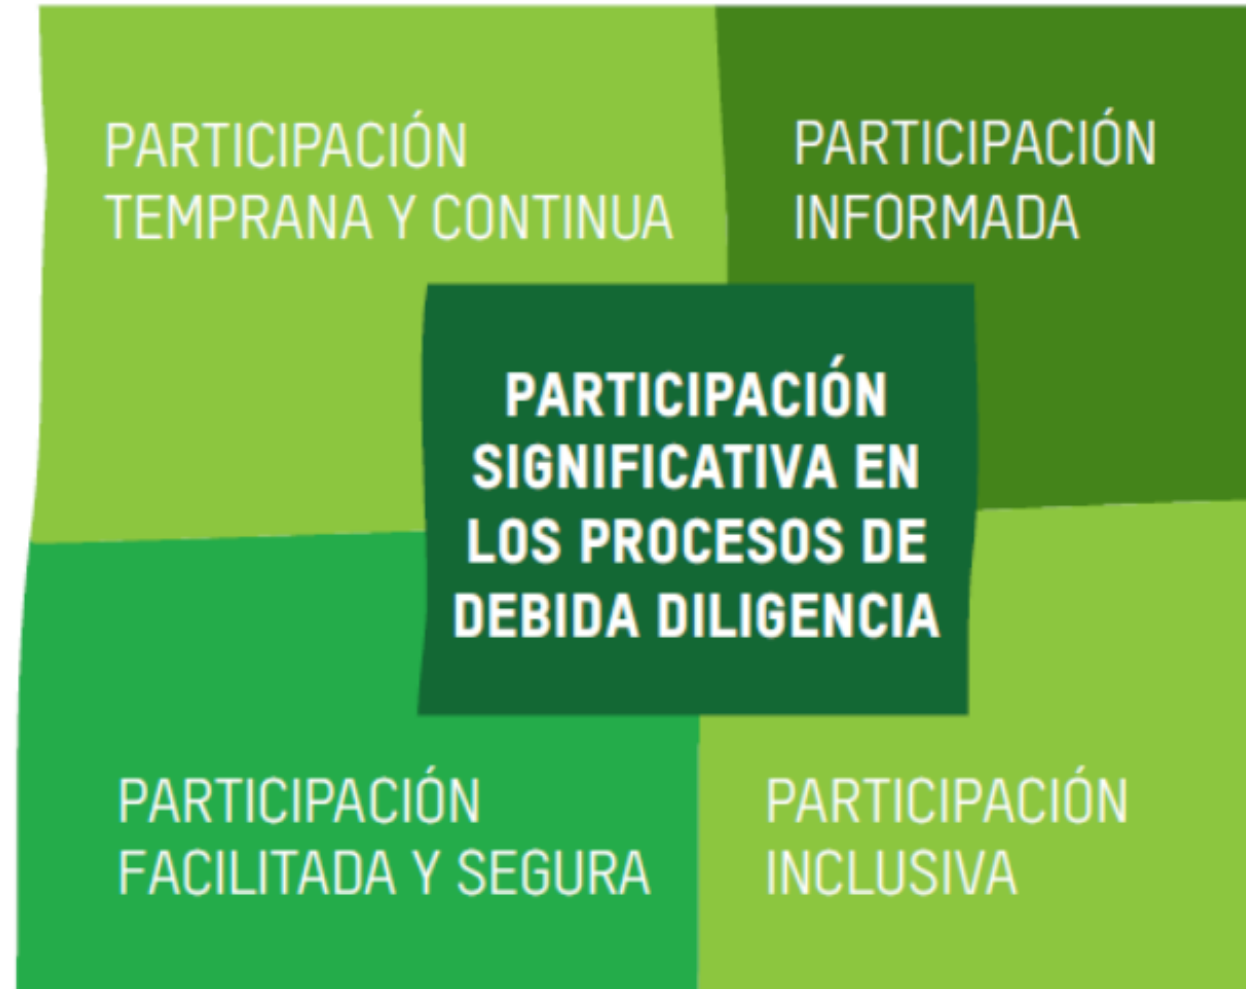 PARTICIPACIÓN
TEMPRANA Y CONTINUA
PARTICIPACIÓN
INFORMADA
PARTICIPACIÓN
SIGNIFICATIVA EN
LOS PROCESOS DE
DEBIDA DILIGENCIA
PARTICIPACIÓN
FACILITADA Y SEGURA
PARTICIPACIÓN
INCLUSIVA